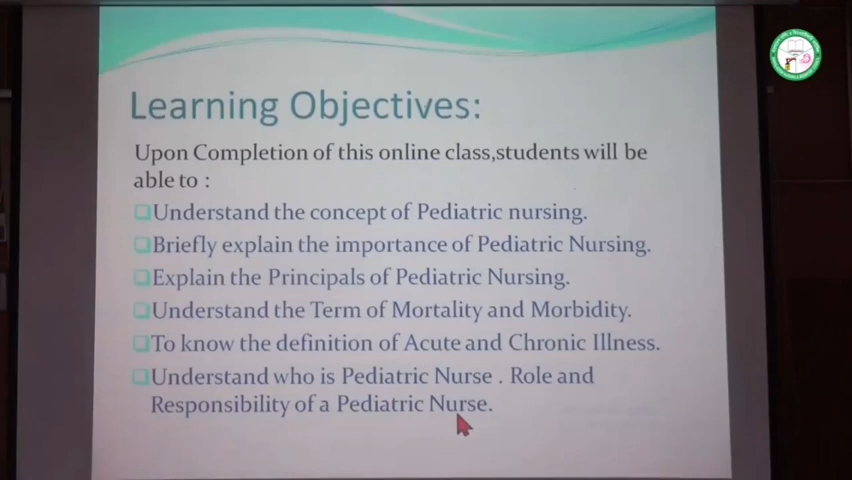 Learning Objectives:
Upon Completion of this online class,students will be
able to :
Understand the concept of Pediatric nursing.
Briefly explain the importance of Pediatric Nursing.
Explain the Principals of Pediatric Nursing.
Understand the Term of Mortality and Morbidity.
To know the definition of Acute and Chronic Illness.
Understand who is Pediatric Nurse . Role and
Responsibility of a Pediatric Nurse.